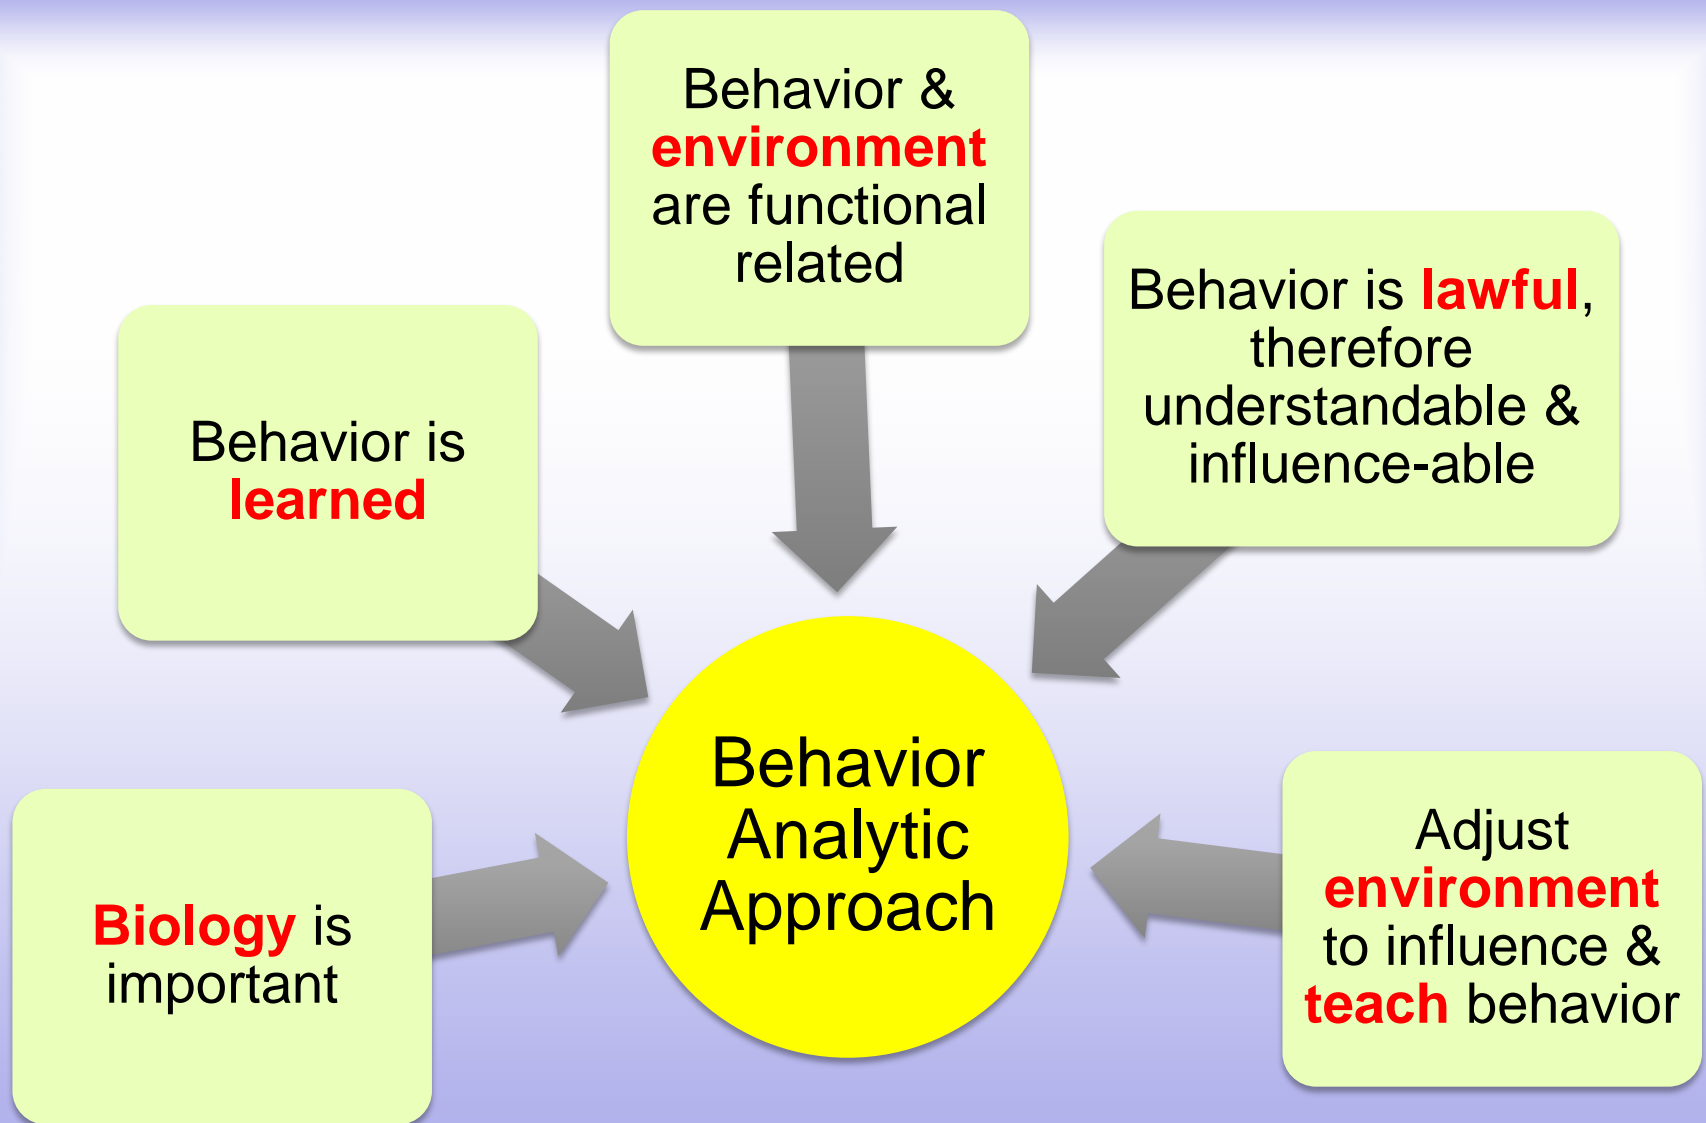 Behavior &
environment
are functional
related
Behavior is lawful,
therefore
understandable &
influence-able
Behavior is
learned
Behavior
Analytic
Approach
Adjust
environment
to influence &
teach behavior
Biology is
important